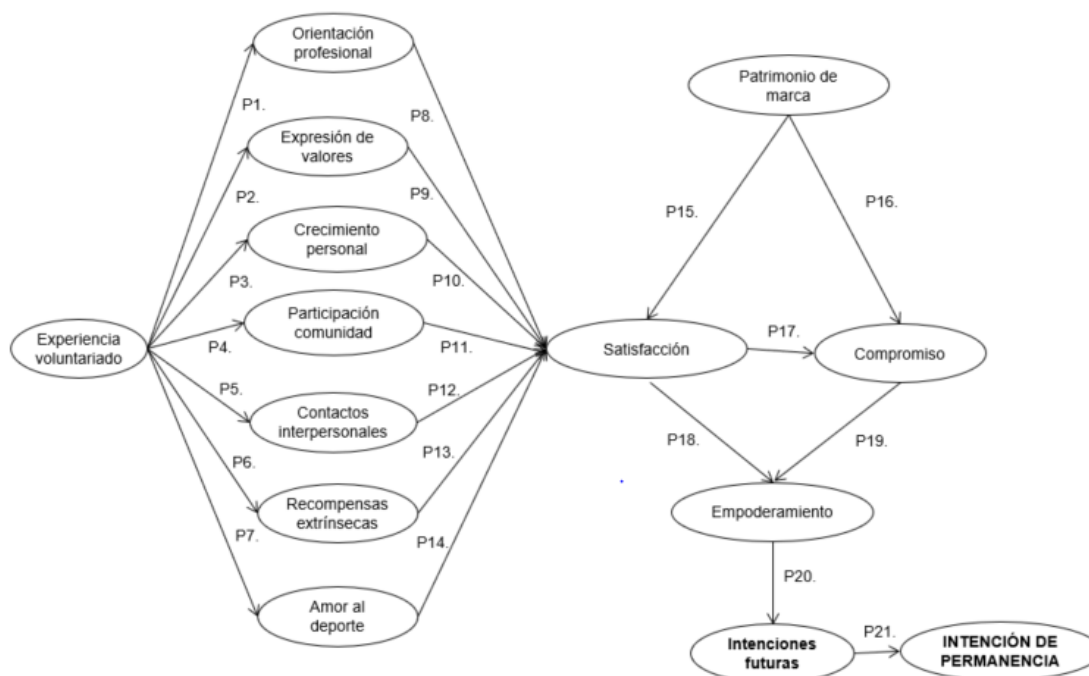 Orientación
profesional
Patrimonio de
marca
P1.
P8.
Expresión de
valores
P2.
P9.
P15.
P16.
Crecimiento
personal
P3.
P10.
Participación
comunidad
Experiencia
voluntariado
P4.
P11.
Satisfacción
P17.
Compromiso
P5.
P12.
Contactos
interpersonales
P18.
P19.
P6.
P13.
Recompensas
extrínsecas
Empoderamiento
P7.
P14.
P20.
Amor al
deporte
Intenciones
futuras
P21.
INTENCIÓN DE
PERMANENCIA